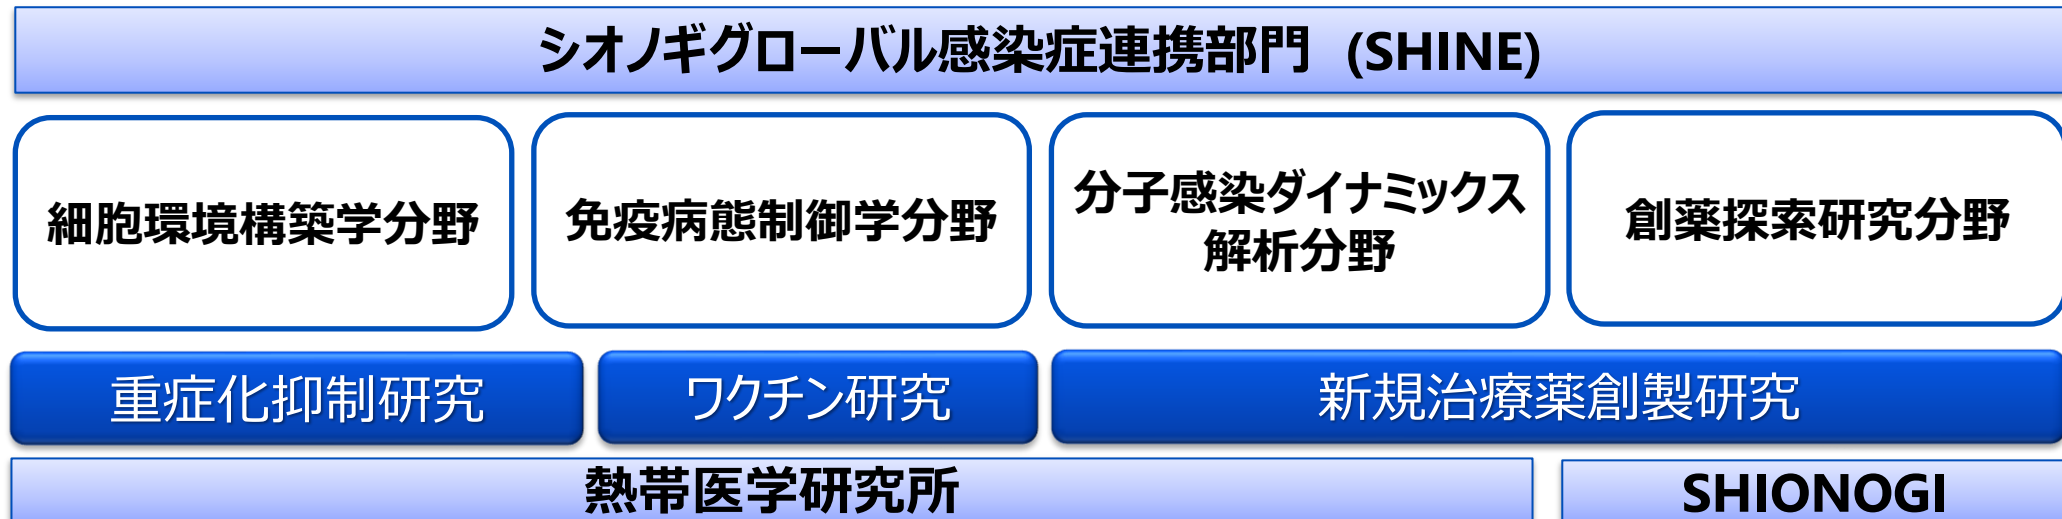 シオノギグローバル感染症連携部門 (SHINE)
細胞環境構築学分野
免疫病態制御学分野
分子感染ダイナミックス
解析分野
創薬探索研究分野
重症化抑制研究
ワクチン研究
新規治療薬創製研究
熱帯医学研究所
SHIONOGI